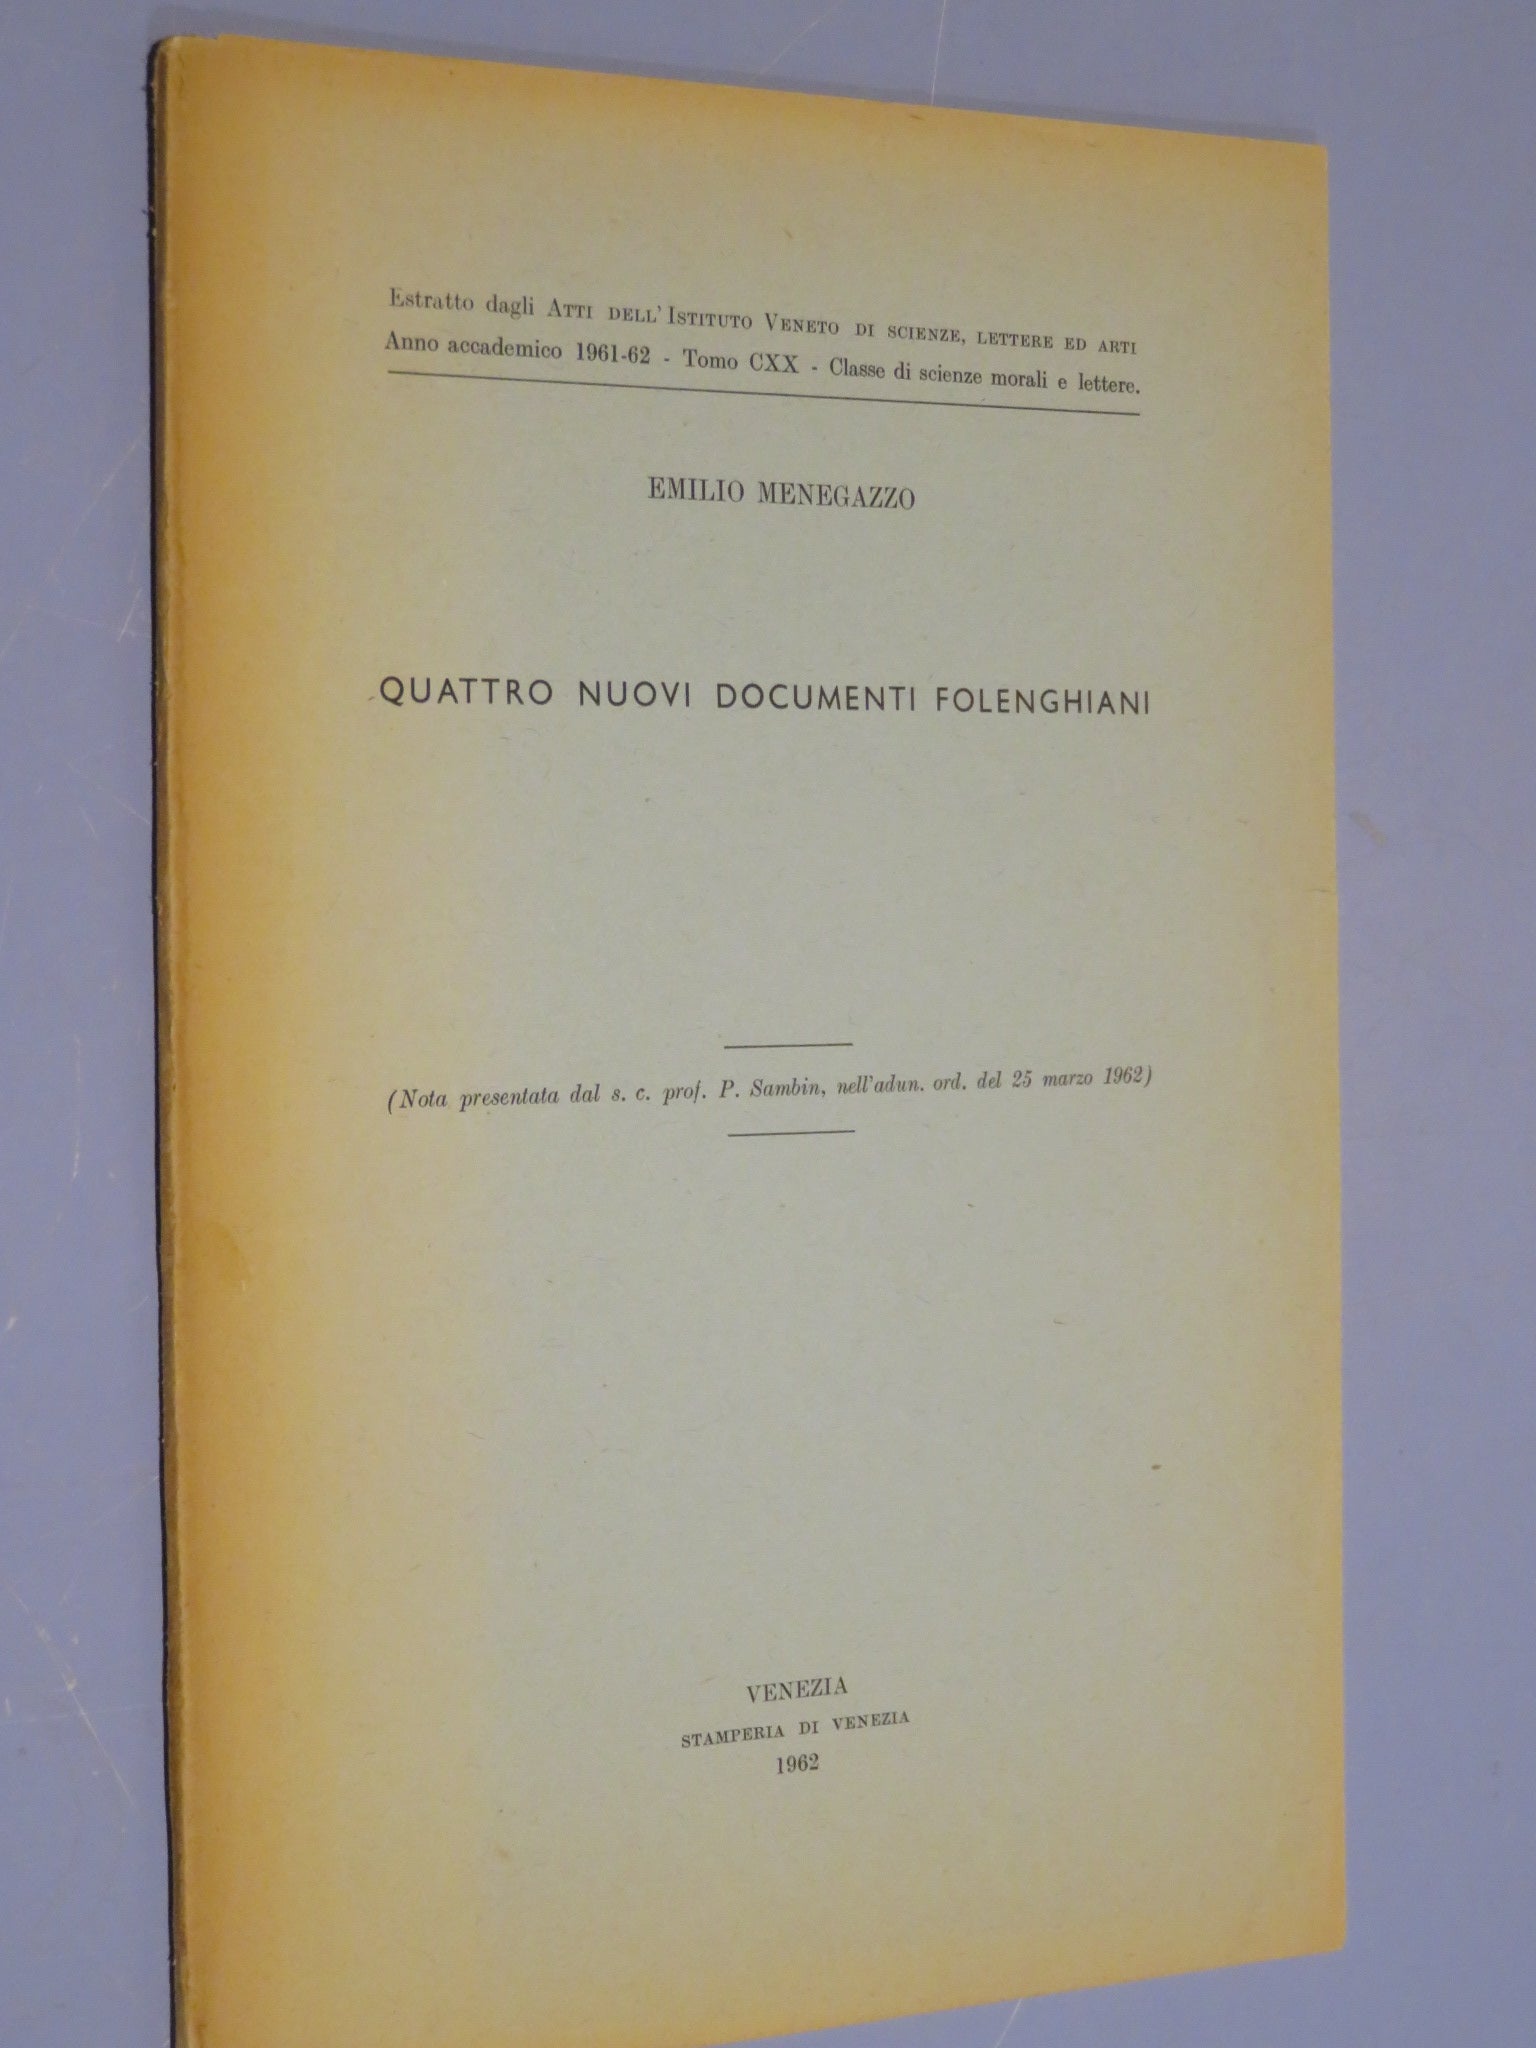 Estratto dagli ATTI DELL'ISTITUTO VENETO DI SCIENZE, LETTERE ED ARTI
Anno accademico 1961-62 - Tomo CXX - Classe di scienze morali e lettere.
EMILIO MENEGAZZO
QUATTRO NUOVI DOCUMENTI FOLENGHIANI
(Nota presentata dal s. c. prof. P. Sambin, nell'adun. ord. del 25 marzo 1962)
VENEZIA
STAMPERIA DI VENEZIA
1962